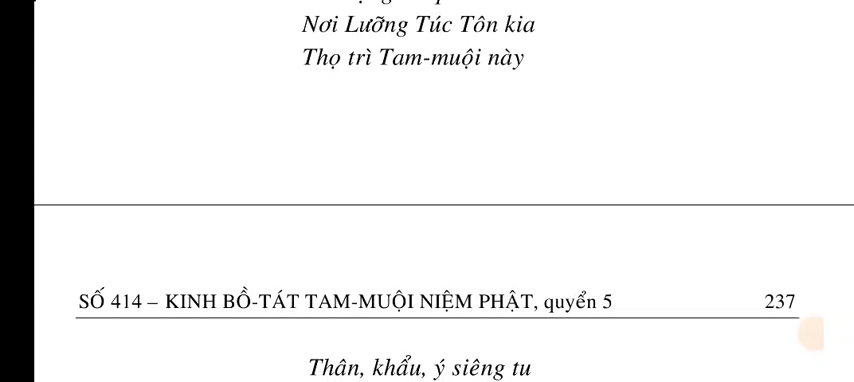 Nơi Lưỡng Túc Tôn kia
Thọ trì Tam-muội này
SỐ 414 – KINH BỒ-TÁT TAM-MUỘI NIỆM PHẬT, quyển 5 237
Thân, khẩu, ý siêng tu